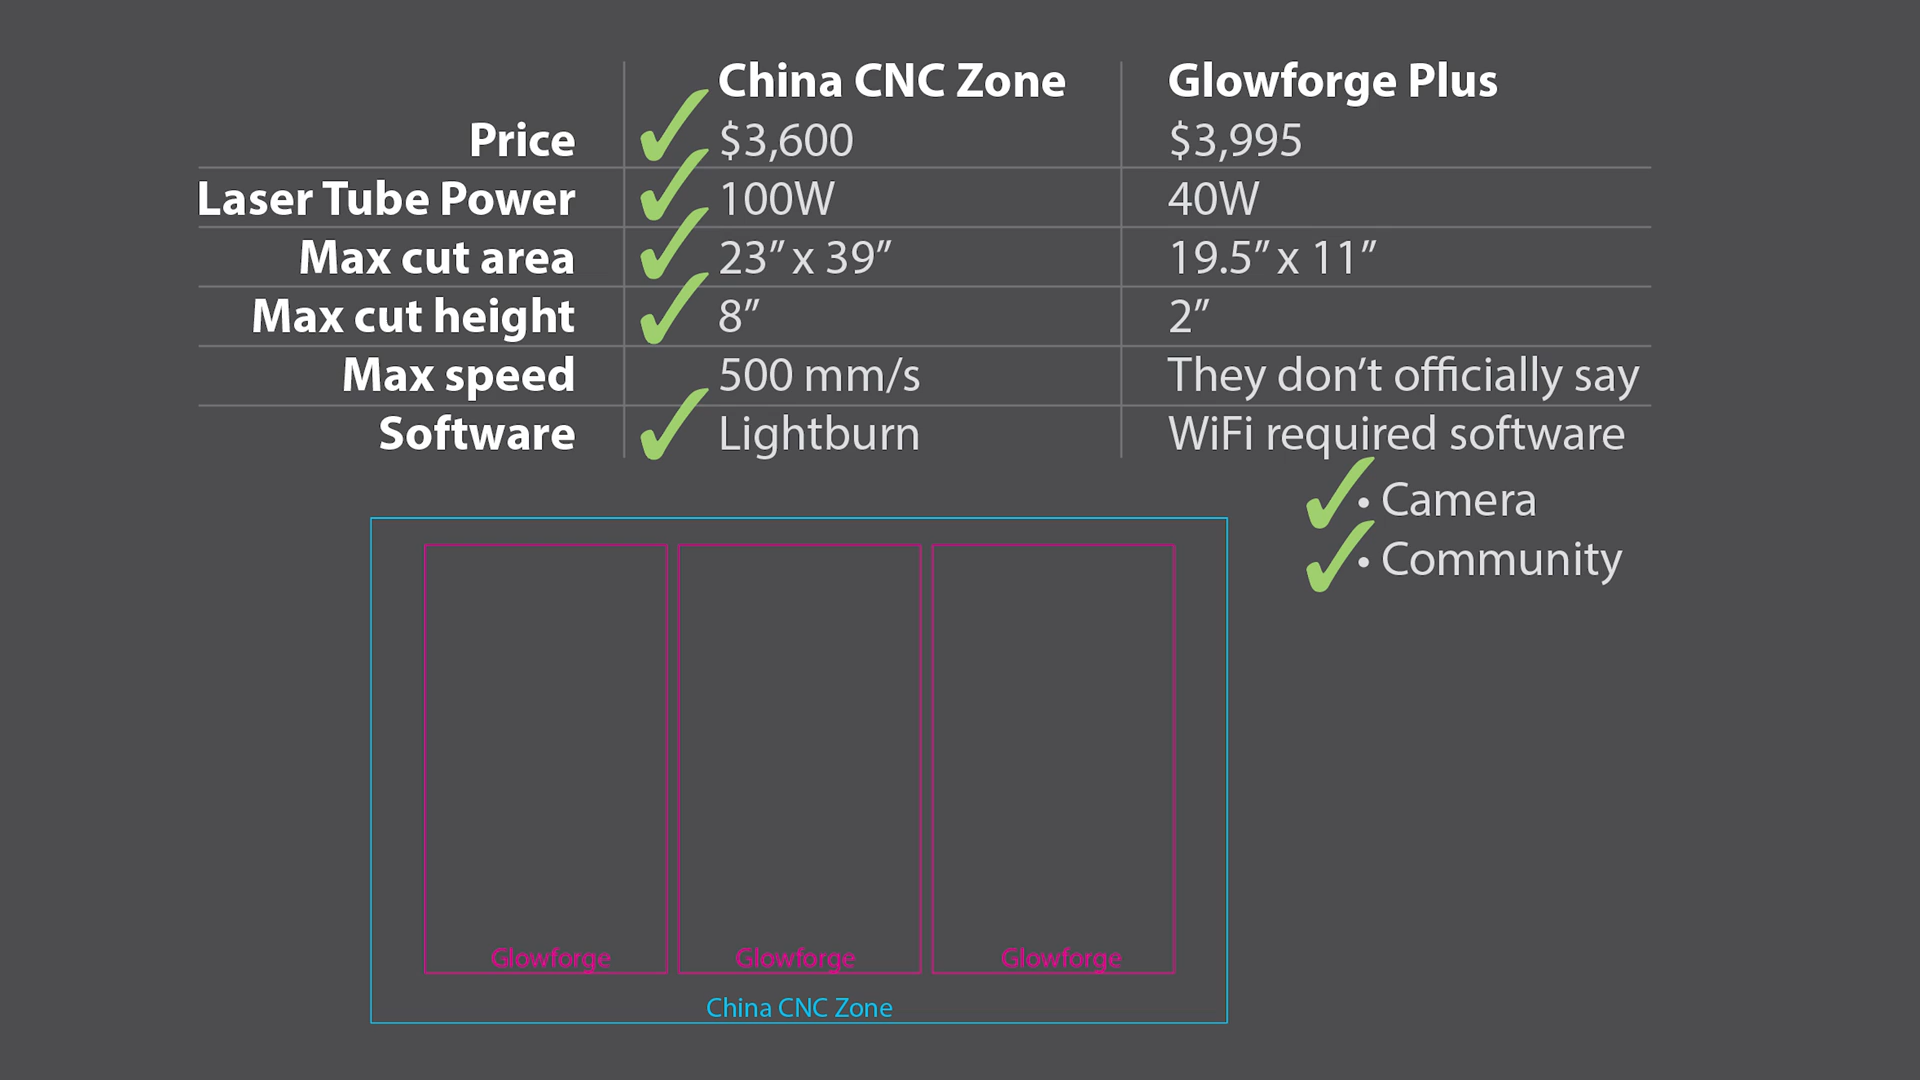 China CNC Zone Glowforge Plus
Price $3,600 $3,995
Laser Tube Power 100W 40W
Max cut area 23” x 39” 19.5” x 11”
Max cut height 8” 2”
Max speed 500 mm/s They don’t officially say
Software Lightburn WiFi required software
• Camera
• Community
Glowforge Glowforge Glowforge
China CNC Zone